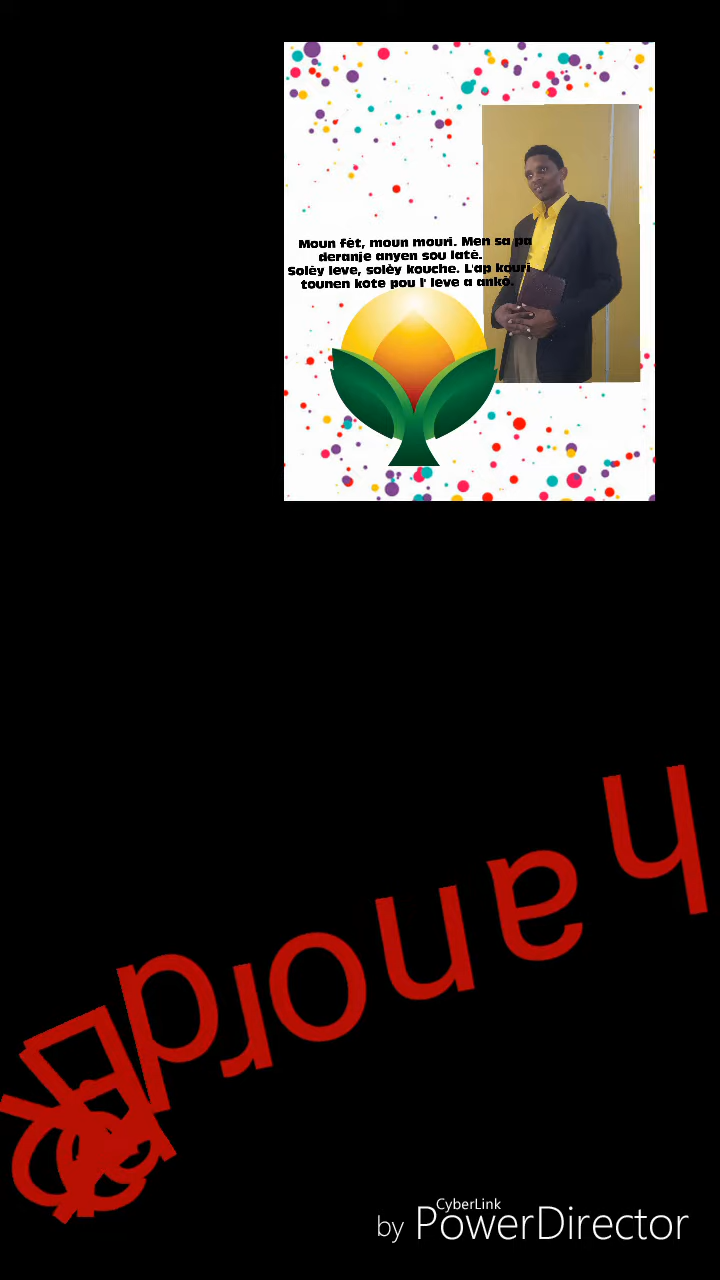 Moun fèt, moun mouri. Men sa pa
deranje anyen sou latè.
Solèy leve, solèy kouche. L'ap kouri
tounen kote pou l' leve a ankò.
hanord
CyberLink
by PowerDirector